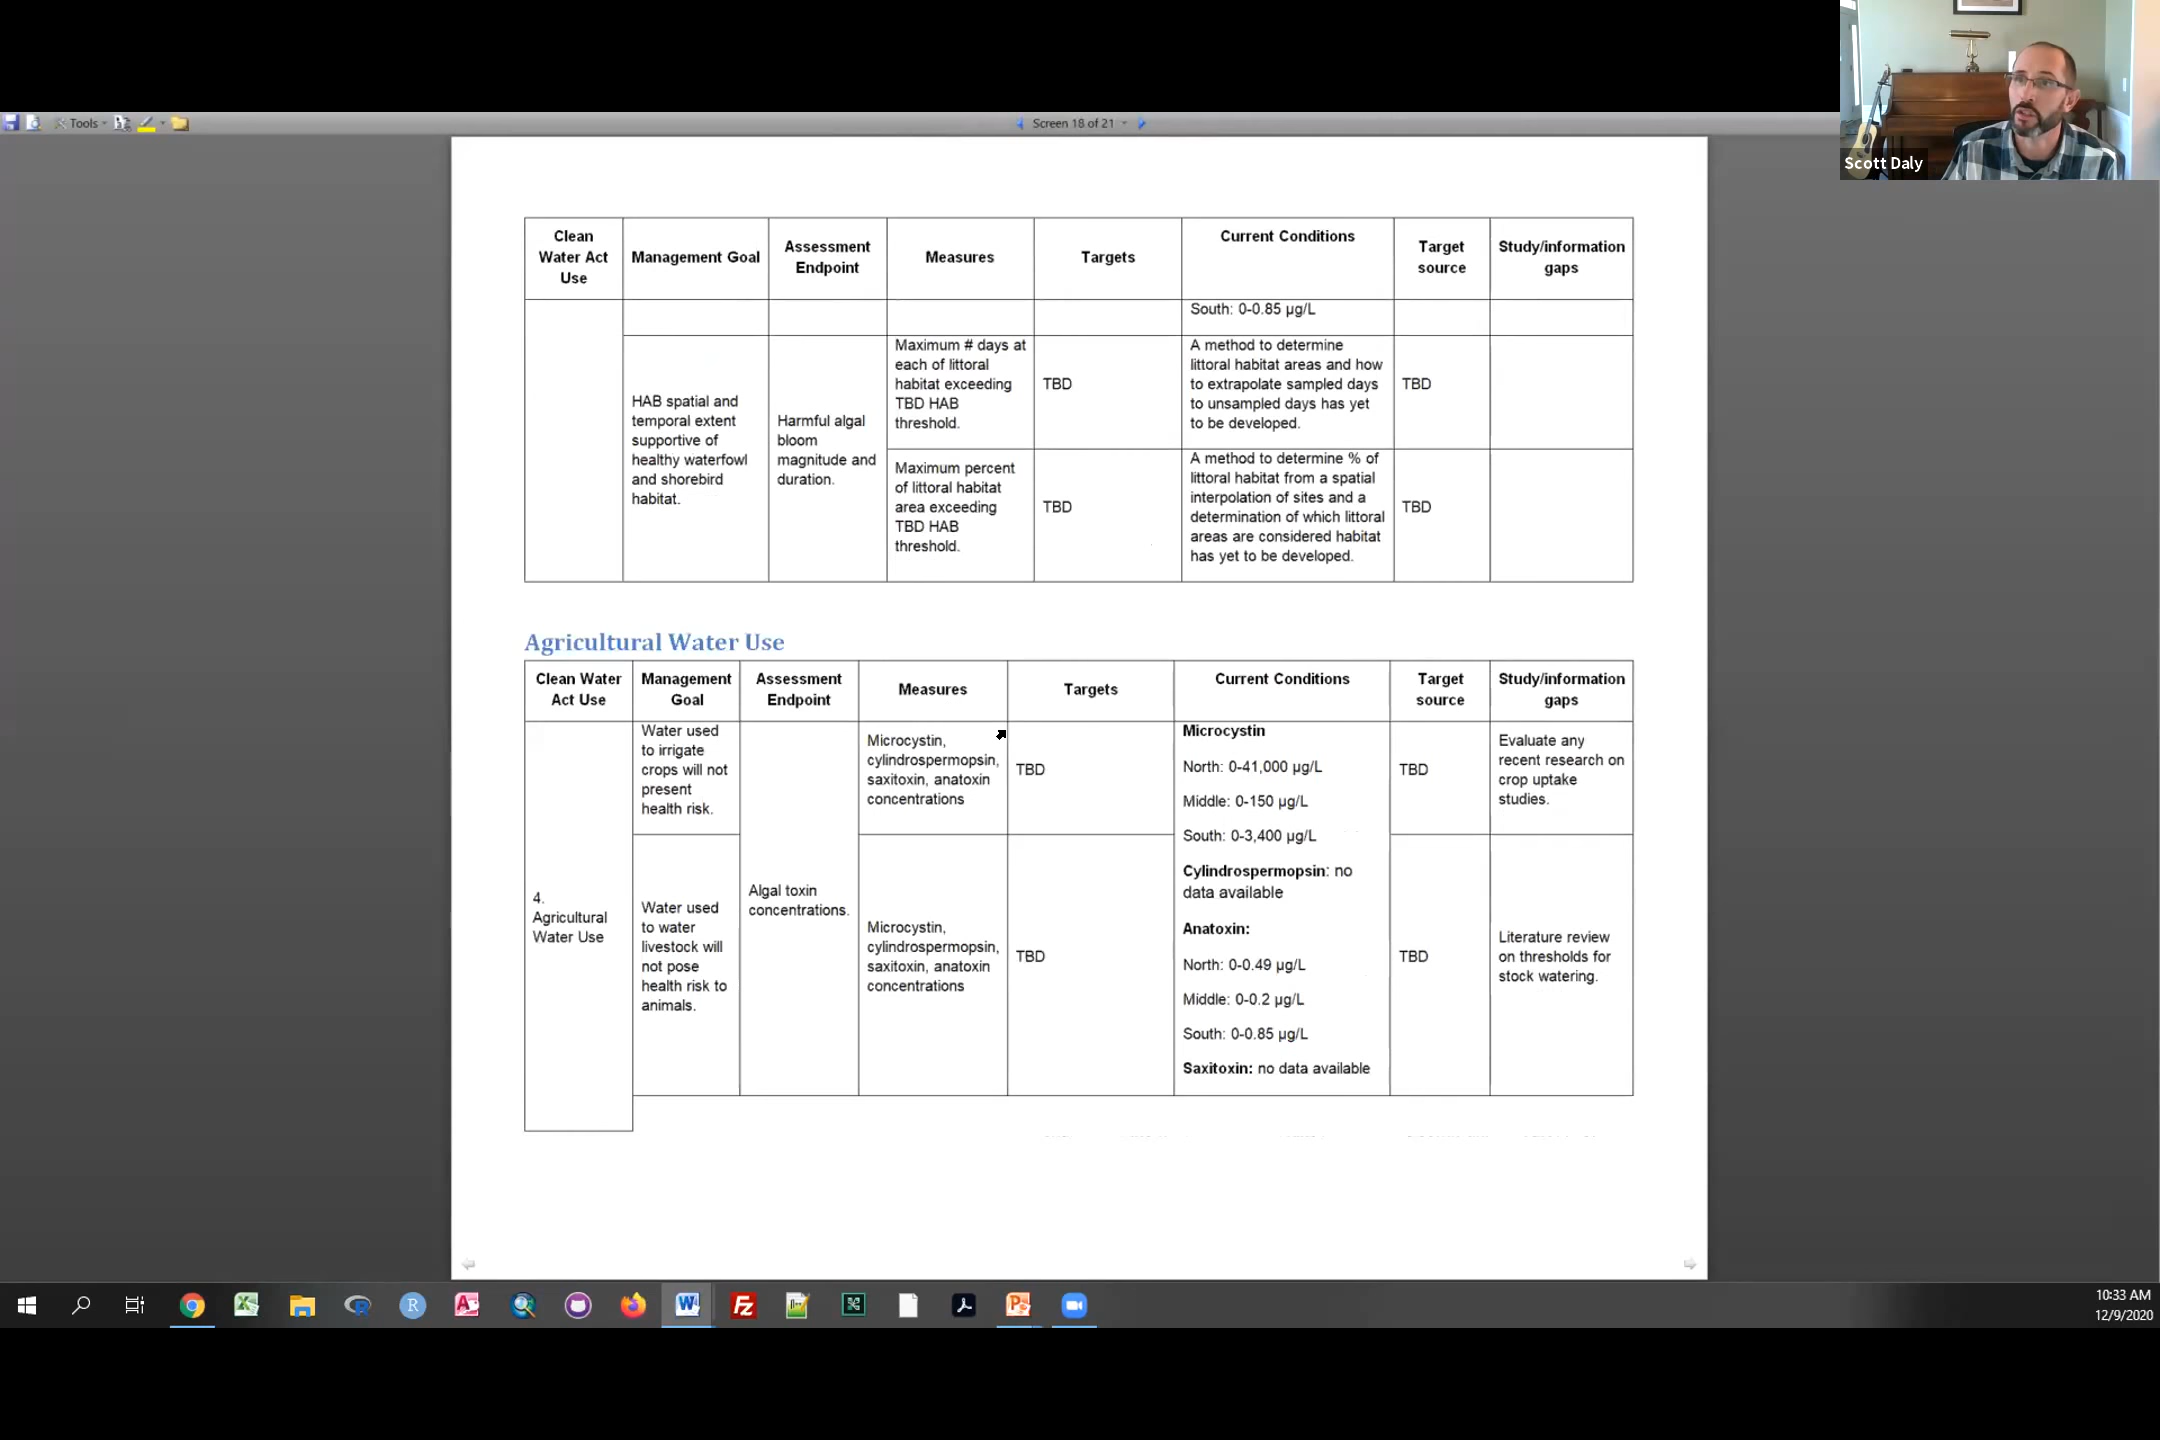 Scott Daly
Tools
Screen 18 of 21
Clean
Water Act
Use
Management Goal
Assessment
Endpoint
Measures
Targets
Current Conditions
Target
source
Study/information
gaps
South: 0-0.85 µg/L
HAB spatial and
temporal extent
supportive of
healthy waterfowl
and shorebird
habitat.
Harmful algal
bloom
magnitude and
duration.
Maximum # days at
each of littoral
habitat exceeding
TBD HAB
threshold.
TBD
A method to determine
littoral habitat areas and how
to extrapolate sampled days
to unsampled days has yet
to be developed.
TBD
Maximum percent
of littoral habitat
area exceeding
TBD HAB
threshold.
TBD
A method to determine % of
littoral habitat from a spatial
interpolation of sites and a
determination of which littoral
areas are considered habitat
has yet to be developed.
TBD
Agricultural Water Use
Clean Water
Act Use
Management
Goal
Assessment
Endpoint
Measures
Targets
Current Conditions
Target
source
Study/information
gaps
4.
Agricultural
Water Use
Water used
to irrigate
crops will not
present
health risk.
Algal toxin
concentrations.
Microcystin,
cylindrospermopsin,
saxitoxin, anatoxin
concentrations
TBD
Microcystin
North: 0-41,000 µg/L
Middle: 0-150 µg/L
South: 0-3,400 µg/L
Cylindrospermopsin: no
data available
Anatoxin:
North: 0-0.49 µg/L
Middle: 0-0.2 µg/L
South: 0-0.85 µg/L
Saxitoxin: no data available
TBD
Evaluate any
recent research on
crop uptake
studies.
Water used
to water
livestock will
not pose
health risk to
animals.
Microcystin,
cylindrospermopsin,
saxitoxin, anatoxin
concentrations
TBD
TBD
Literature review
on thresholds for
stock watering.
10:33 AM
12/9/2020